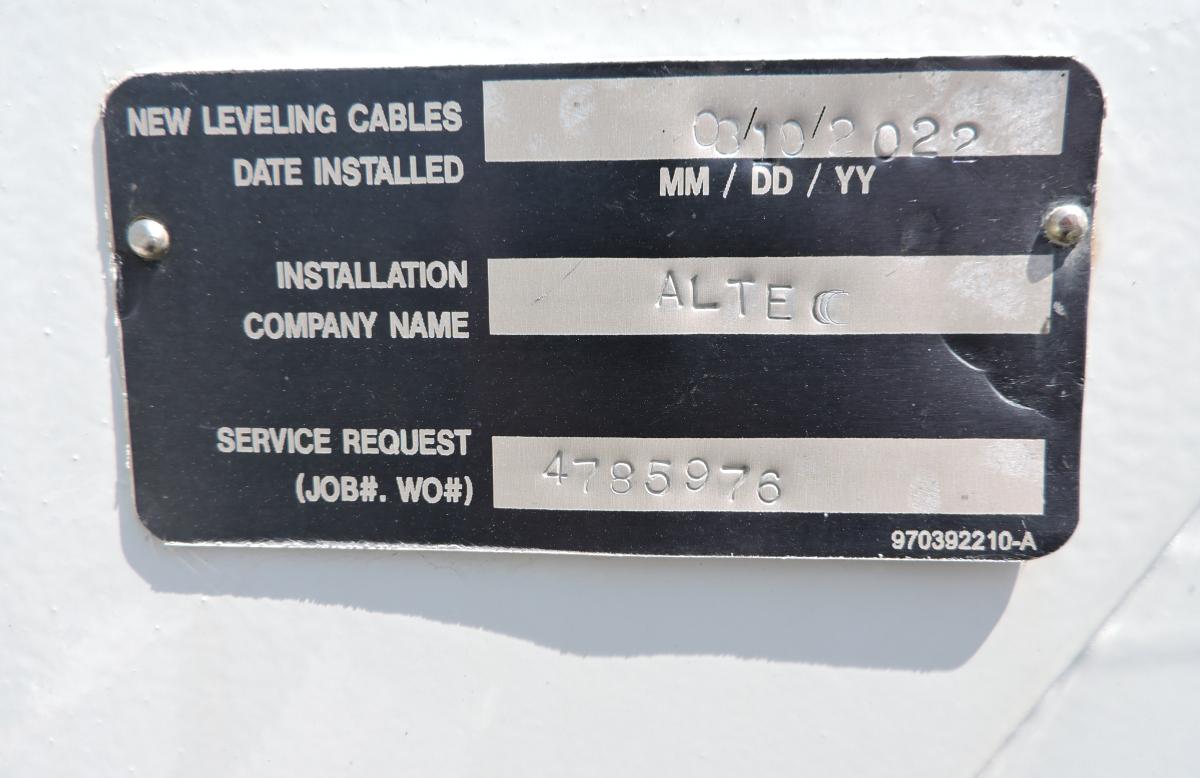 NEW LEVELING CABLES
DATE INSTALLED
03/10/2022
MM / DD / YY
INSTALLATION
COMPANY NAME
ALTEC
SERVICE REQUEST
(JOB#. WO#)
4785976
970392210-A